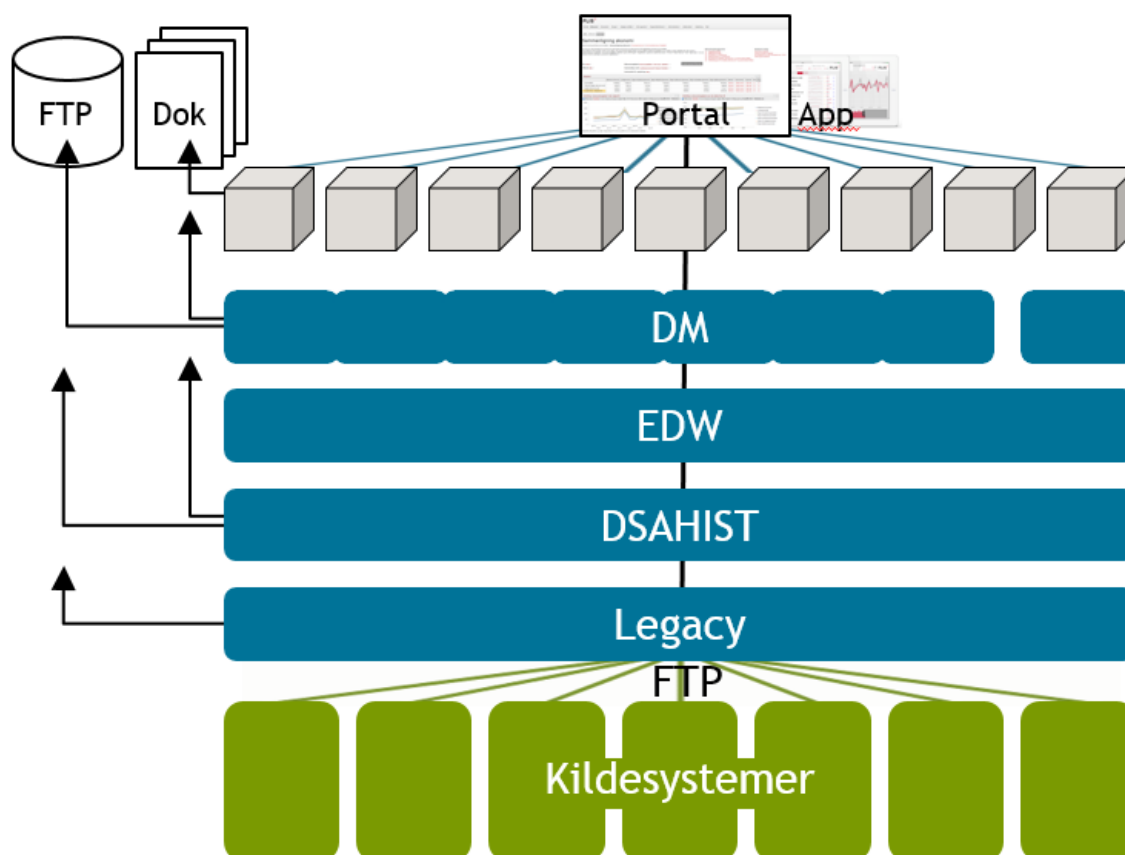 FTP
Dok
Portal
App
DM
EDW
DSAHIST
Legacy
FTP
Kildesystemer